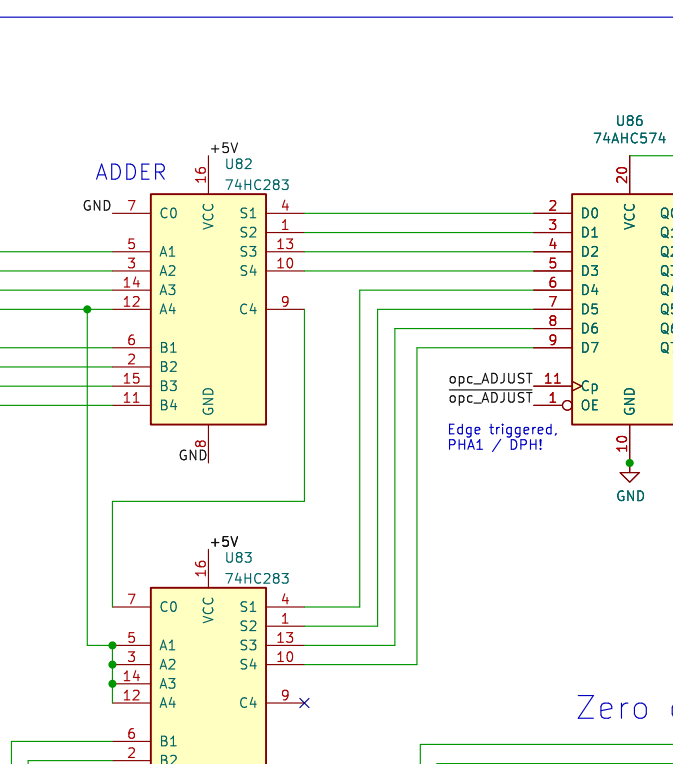 U86
74AHC574
+5V
U82
74HC283
ADDER
16
20
GND 7 C0 VCC S1 4
2 D0 VCC
S2 1
3 D1
5 A1 S3 13
4 D2
3 A2 S4 10
5 D3
14 A3
6 D4
12 A4 C4 9
7 D5
8 D6
6 B1
9 D7
2 B2
15 B3
opc_ADJUST 11 Cp
11 B4 GND
opc_ADJUST 1 OE GND
Edge triggered,
PHA1 / DPH!
8
GND
10
GND
+5V
U83
74HC283
16
7 C0 VCC S1 4
S2 1
5 A1 S3 13
3 A2 S4 10
14 A3
12 A4 C4 9
Zero
6 B1
2 B2